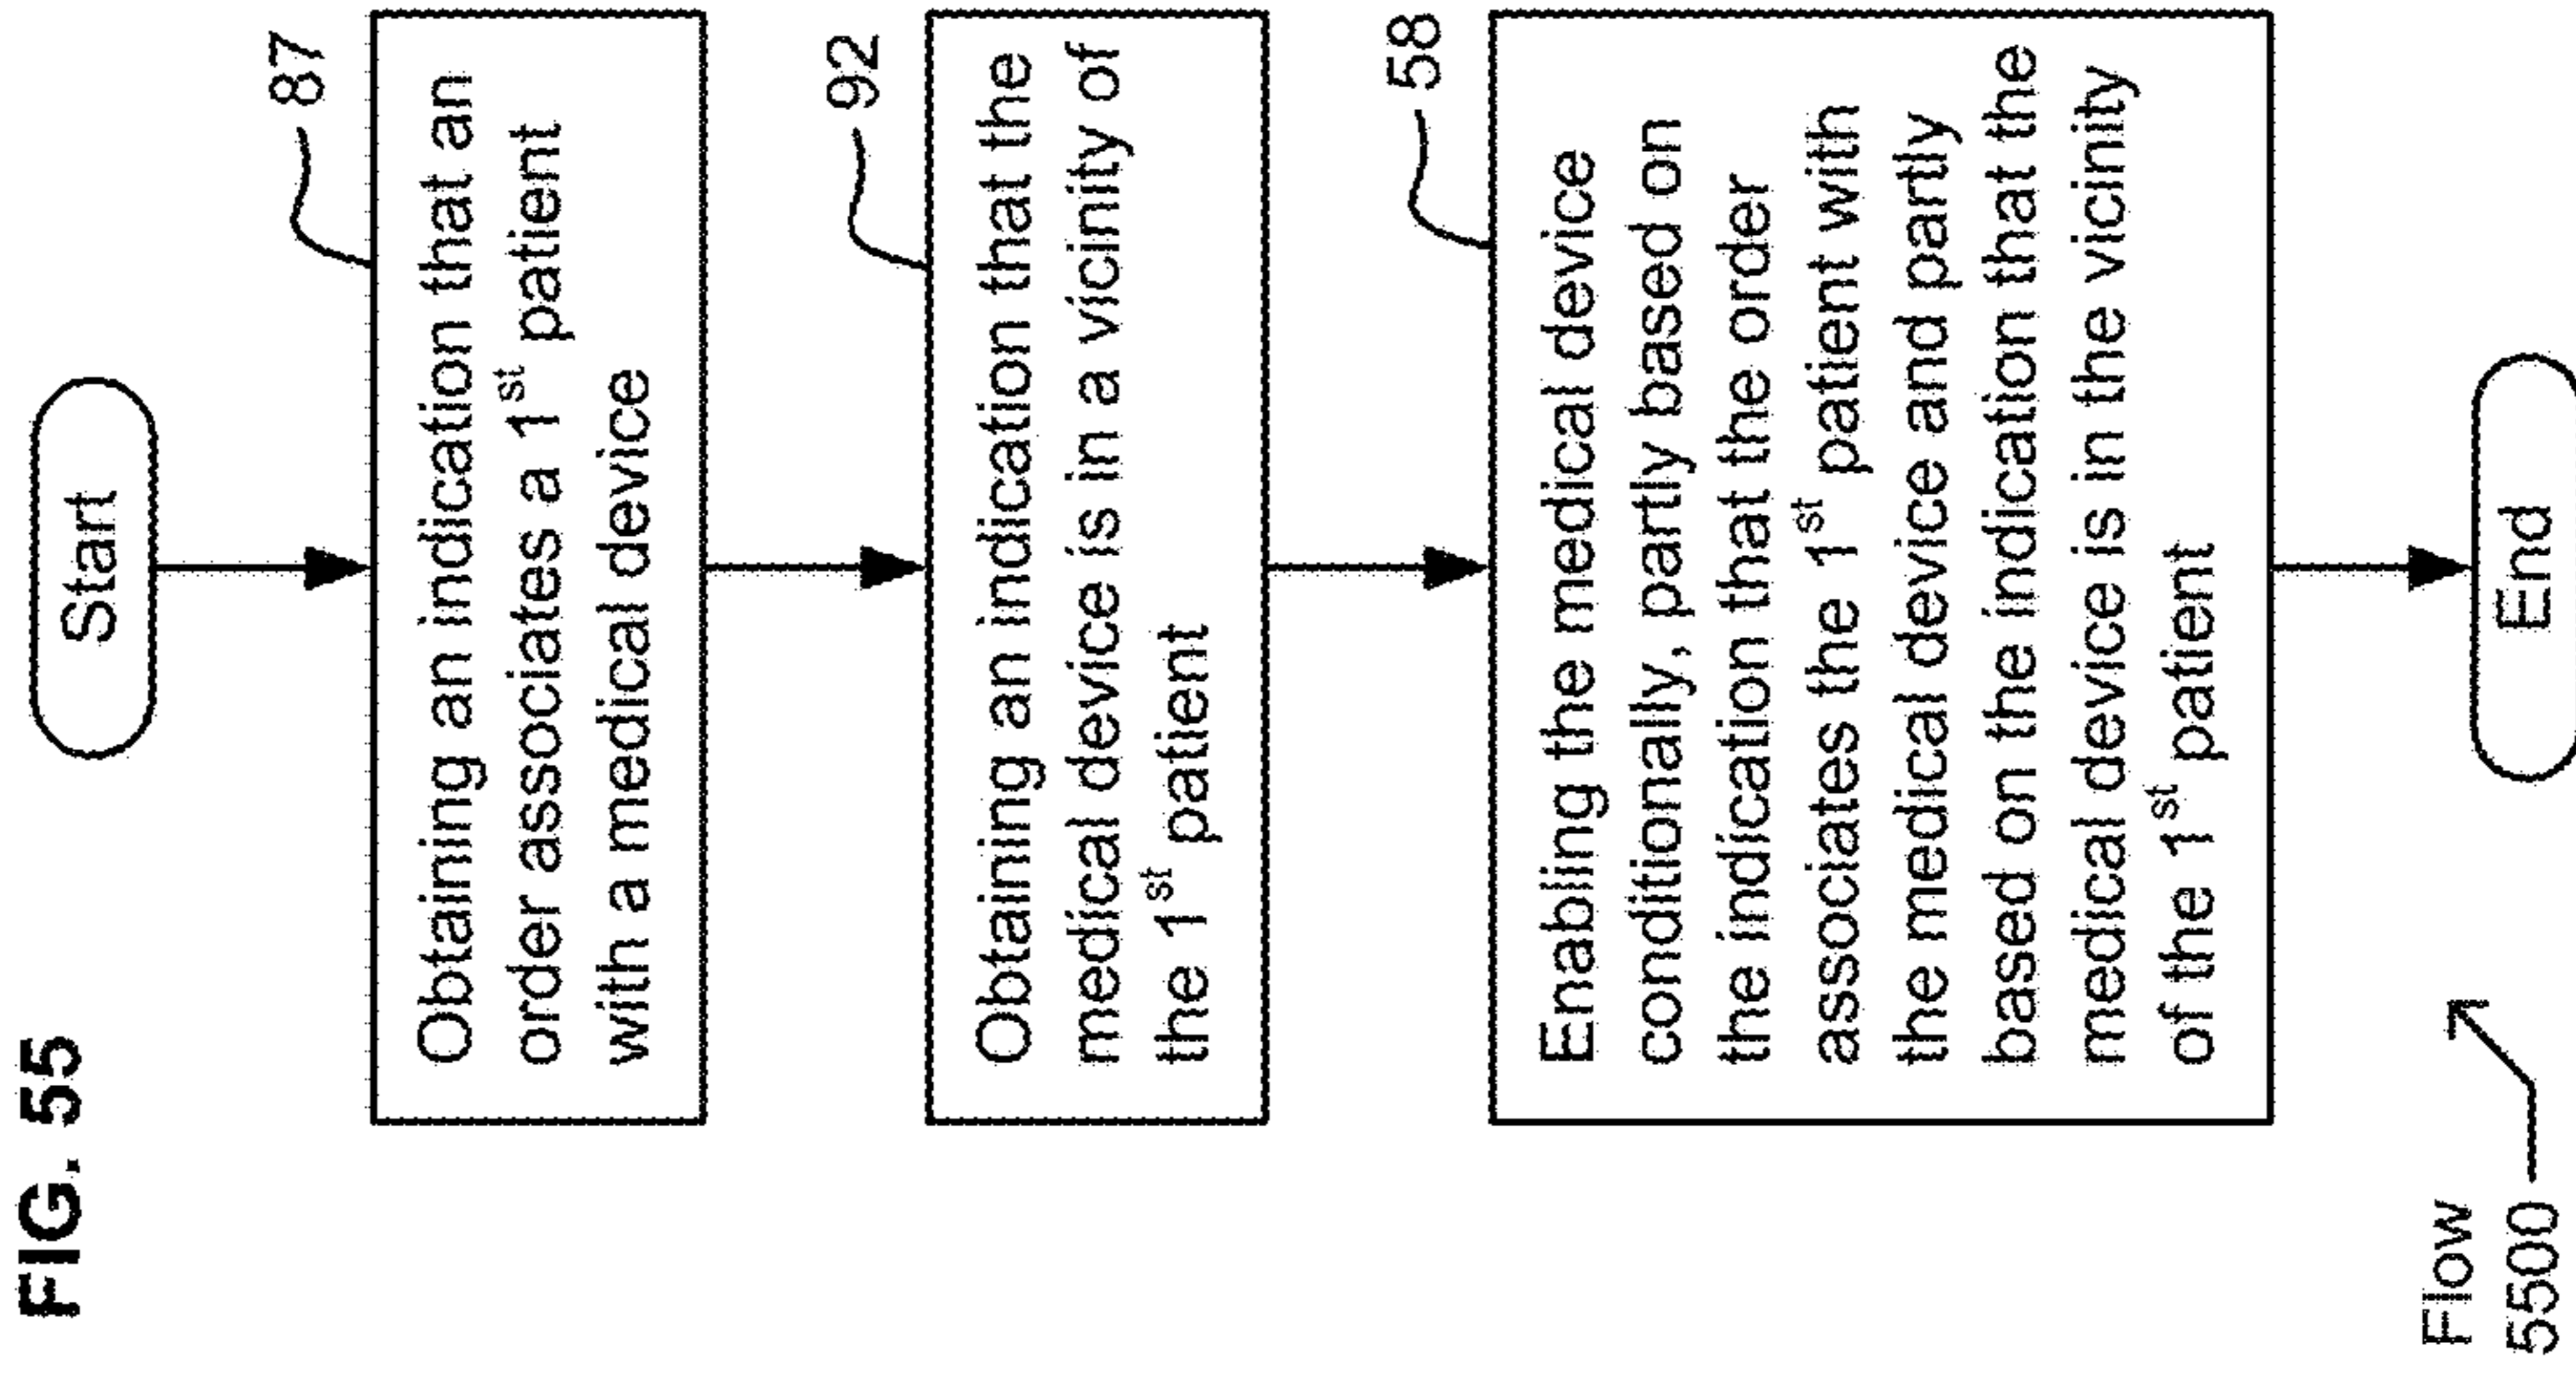 FIG. 55
Start
87
Obtaining an indication that an
order associates a 1st patient
with a medical device
92
Obtaining an indication that the
medical device is in a vicinity of
the 1st patient
58
Enabling the medical device
conditionally, partly based on
the indication that the order
associates the 1st patient with
the medical device and partly
based on the indication that the
medical device is in the vicinity
of the 1st patient
Flow
5500
End